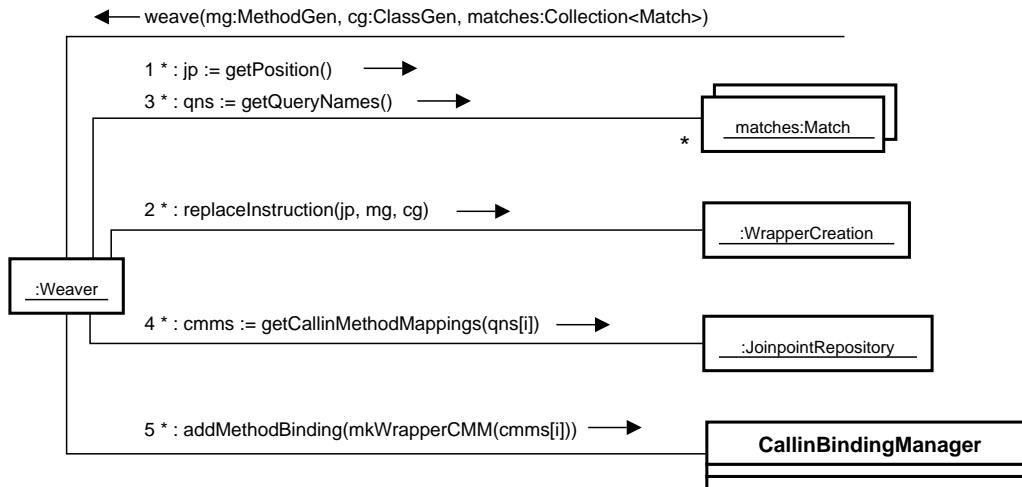 weave(mg:MethodGen, cg:ClassGen, matches:Collection<Match>)
1 * : jp := getPosition()
3 * : qns := getQueryNames()
matches:Match
*
2 * : replaceInstruction(jp, mg, cg)
:WrapperCreation
:Weaver
4 * : cmms := getCallinMethodMappings(qns[i])
:JoinpointRepository
5 * : addMethodBinding(mkWrapperCMM(cmms[i]))
CallinBindingManager